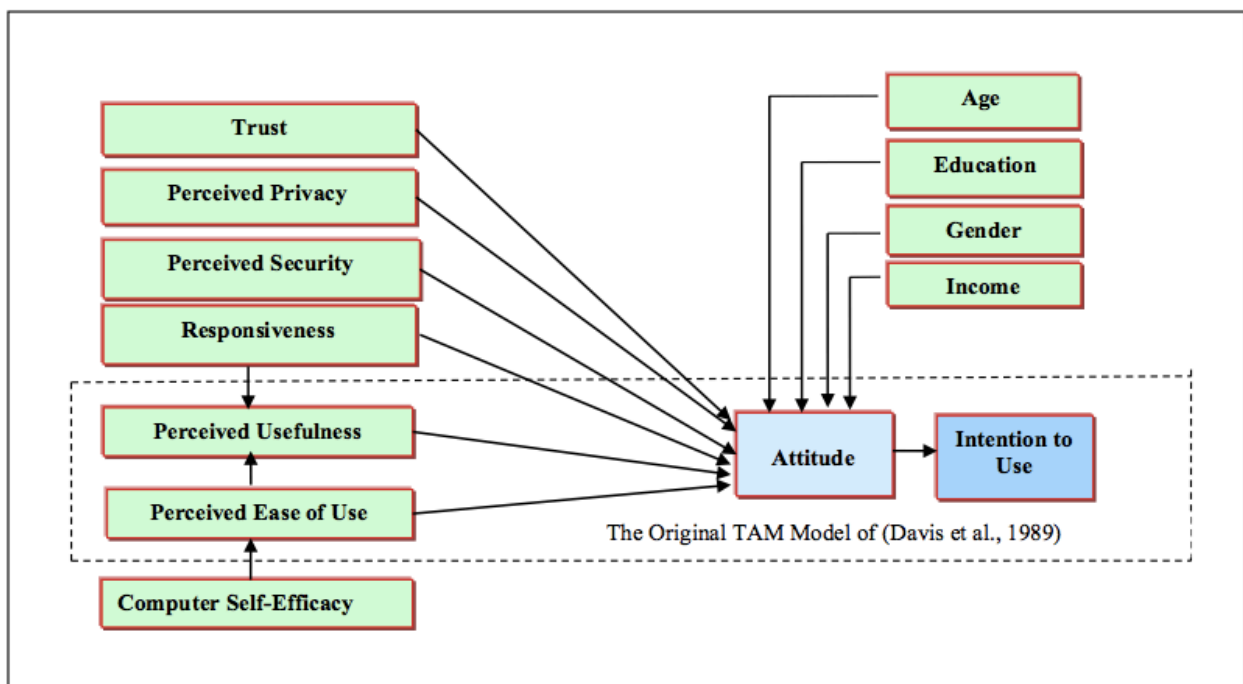 Trust
Perceived Privacy
Perceived Security
Responsiveness
Perceived Usefulness
Perceived Ease of Use
Computer Self-Efficacy
Age
Education
Gender
Income
Attitude
Intention to
Use
The Original TAM Model of (Davis et al., 1989)